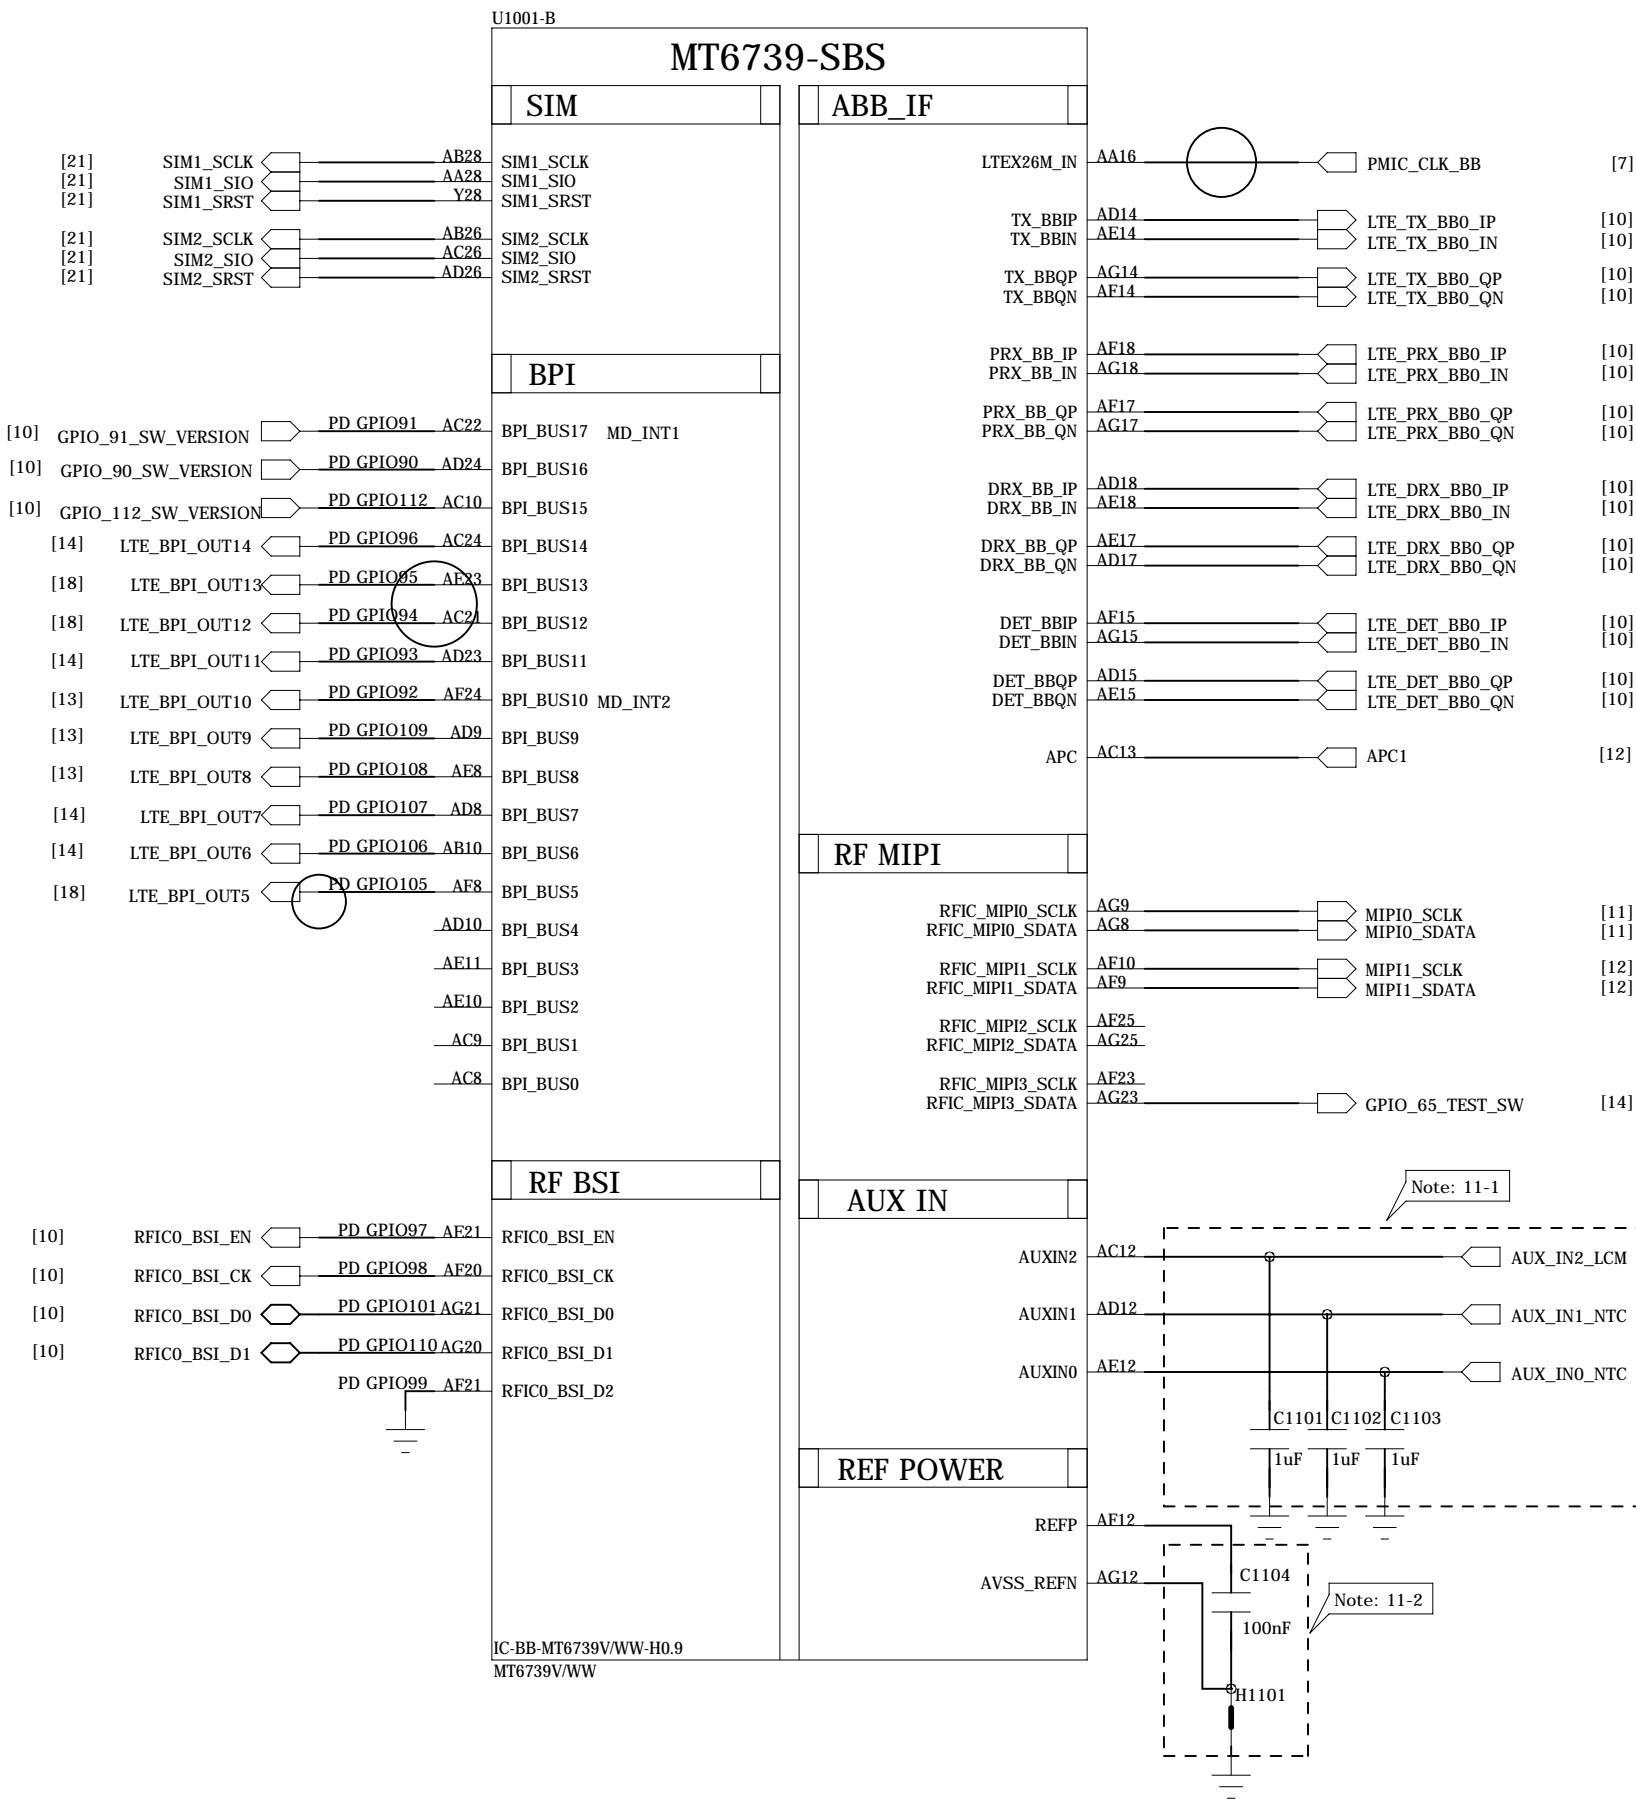 U1001-B
MT6739-SBS
SIM
[21] SIM1_SCLK AB28 SIM1_SCLK
[21] SIM1_SIO AA28 SIM1_SIO
[21] SIM1_SRST Y28 SIM1_SRST
[21] SIM2_SCLK AB26 SIM2_SCLK
[21] SIM2_SIO AC26 SIM2_SIO
[21] SIM2_SRST AD26 SIM2_SRST
BPI
[10] GPIO_91_SW_VERSION PD GPIO91 AC22 BPI_BUS17 MD_INT1
[10] GPIO_90_SW_VERSION PD GPIO90 AD24 BPI_BUS16
[10] GPIO_112_SW_VERSION PD GPIO112 AC10 BPI_BUS15
[14] LTE_BPI_OUT14 PD GPIO96 AC24 BPI_BUS14
[18] LTE_BPI_OUT13 PD GPIO95 AE23 BPI_BUS13
[18] LTE_BPI_OUT12 PD GPIO94 AC21 BPI_BUS12
[14] LTE_BPI_OUT11 PD GPIO93 AD23 BPI_BUS11
[13] LTE_BPI_OUT10 PD GPIO92 AF24 BPI_BUS10 MD_INT2
[13] LTE_BPI_OUT9 PD GPIO109 AD9 BPI_BUS9
[13] LTE_BPI_OUT8 PD GPIO108 AE8 BPI_BUS8
[14] LTE_BPI_OUT7 PD GPIO107 AD8 BPI_BUS7
[14] LTE_BPI_OUT6 PD GPIO106 AB10 BPI_BUS6
[18] LTE_BPI_OUT5 PD GPIO105 AF8 BPI_BUS5
AD10 BPI_BUS4
AE11 BPI_BUS3
AE10 BPI_BUS2
AC9 BPI_BUS1
AC8 BPI_BUS0
RF BSI
[10] RFIC0_BSI_EN PD GPIO97 AE21 RFIC0_BSI_EN
[10] RFIC0_BSI_CK PD GPIO98 AF20 RFIC0_BSI_CK
[10] RFIC0_BSI_D0 PD GPIO101 AG21 RFIC0_BSI_D0
[10] RFIC0_BSI_D1 PD GPIO110 AG20 RFIC0_BSI_D1
PD GPIO99 AF21 RFIC0_BSI_D2
ABB_IF
LTEX26M_IN AA16 PMIC_CLK_BB [7]
TX_BBIP AD14 LTE_TX_BB0_IP [10]
TX_BBIN AE14 LTE_TX_BB0_IN [10]
TX_BBQP AG14 LTE_TX_BB0_QP [10]
TX_BBQN AF14 LTE_TX_BB0_QN [10]
PRX_BB_IP AF18 LTE_PRX_BB0_IP [10]
PRX_BB_IN AG18 LTE_PRX_BB0_IN [10]
PRX_BB_QP AF17 LTE_PRX_BB0_QP [10]
PRX_BB_QN AG17 LTE_PRX_BB0_QN [10]
DRX_BB_IP AD18 LTE_DRX_BB0_IP [10]
DRX_BB_IN AE18 LTE_DRX_BB0_IN [10]
DRX_BB_QP AE17 LTE_DRX_BB0_QP [10]
DRX_BB_QN AD17 LTE_DRX_BB0_QN [10]
DET_BBIP AF15 LTE_DET_BB0_IP [10]
DET_BBIN AG15 LTE_DET_BB0_IN [10]
DET_BBQP AD15 LTE_DET_BB0_QP [10]
DET_BBQN AE15 LTE_DET_BB0_QN [10]
APC AC13 APC1 [12]
RF MIPI
RFIC_MIPI0_SCLK AG9 MIPI0_SCLK [11]
RFIC_MIPI0_SDATA AG8 MIPI0_SDATA [11]
RFIC_MIPI1_SCLK AF10 MIPI1_SCLK [12]
RFIC_MIPI1_SDATA AF9 MIPI1_SDATA [12]
RFIC_MIPI2_SCLK AF25
RFIC_MIPI2_SDATA AG25
RFIC_MIPI3_SCLK AF23
RFIC_MIPI3_SDATA AG23 GPIO_65_TEST_SW [14]
AUX IN
Note: 11-1
AUXIN2 AC12 AUX_IN2_LCM
AUXIN1 AD12 AUX_IN1_NTC
AUXIN0 AE12 AUX_IN0_NTC
C1101 C1102 C1103
1uF 1uF 1uF
REF POWER
REFP AF12
AVSS_REFN AG12
C1104
100nF
Note: 11-2
H1101
IC-BB-MT6739V/WW-H0.9
MT6739V/WW